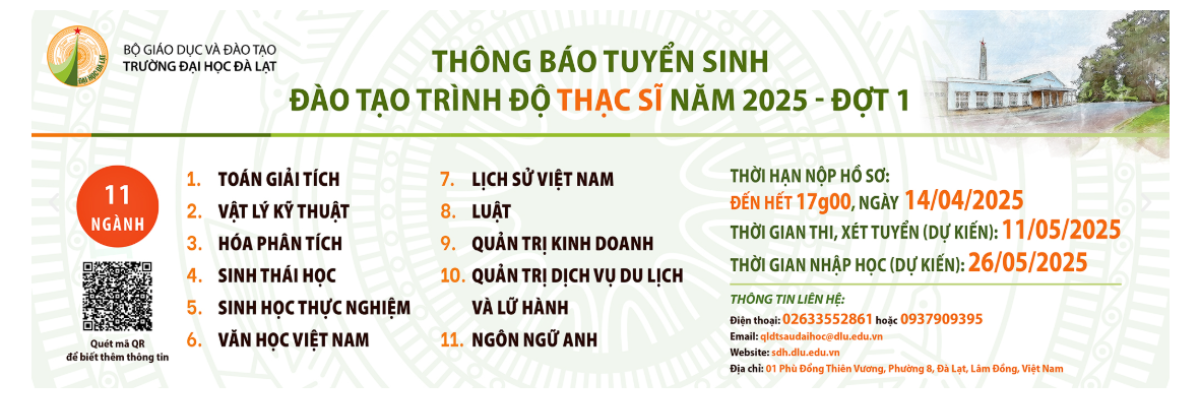 BỘ GIÁO DỤC VÀ ĐÀO TẠO
TRƯỜNG ĐẠI HỌC ĐÀ LẠT
ĐẠI HỌC ĐÀ LẠT
THÔNG BÁO TUYỂN SINH
ĐÀO TẠO TRÌNH ĐỘ THẠC SĨ NĂM 2025 - ĐỢT 1
11
NGÀNH
Quét mã QR
để biết thêm thông tin
1. TOÁN GIẢI TÍCH
2. VẬT LÝ KỸ THUẬT
3. HÓA PHÂN TÍCH
4. SINH THÁI HỌC
5. SINH HỌC THỰC NGHIỆM
6. VĂN HỌC VIỆT NAM
7. LỊCH SỬ VIỆT NAM
8. LUẬT
9. QUẢN TRỊ KINH DOANH
10. QUẢN TRỊ DỊCH VỤ DU LỊCH
VÀ LỮ HÀNH
11. NGÔN NGỮ ANH
THỜI HẠN NỘP HỒ SƠ:
ĐẾN HẾT 17g00, NGÀY 14/04/2025
THỜI GIAN THI, XÉT TUYỂN (DỰ KIẾN): 11/05/2025
THỜI GIAN NHẬP HỌC (DỰ KIẾN): 26/05/2025
THÔNG TIN LIÊN HỆ:
Điện thoại: 02633552861 hoặc 0937909395
Email: qldtsaudaihoc@dlu.edu.vn
Website: sdh.dlu.edu.vn
Địa chỉ: 01 Phù Đổng Thiên Vương, Phường 8, Đà Lạt, Lâm Đồng, Việt Nam